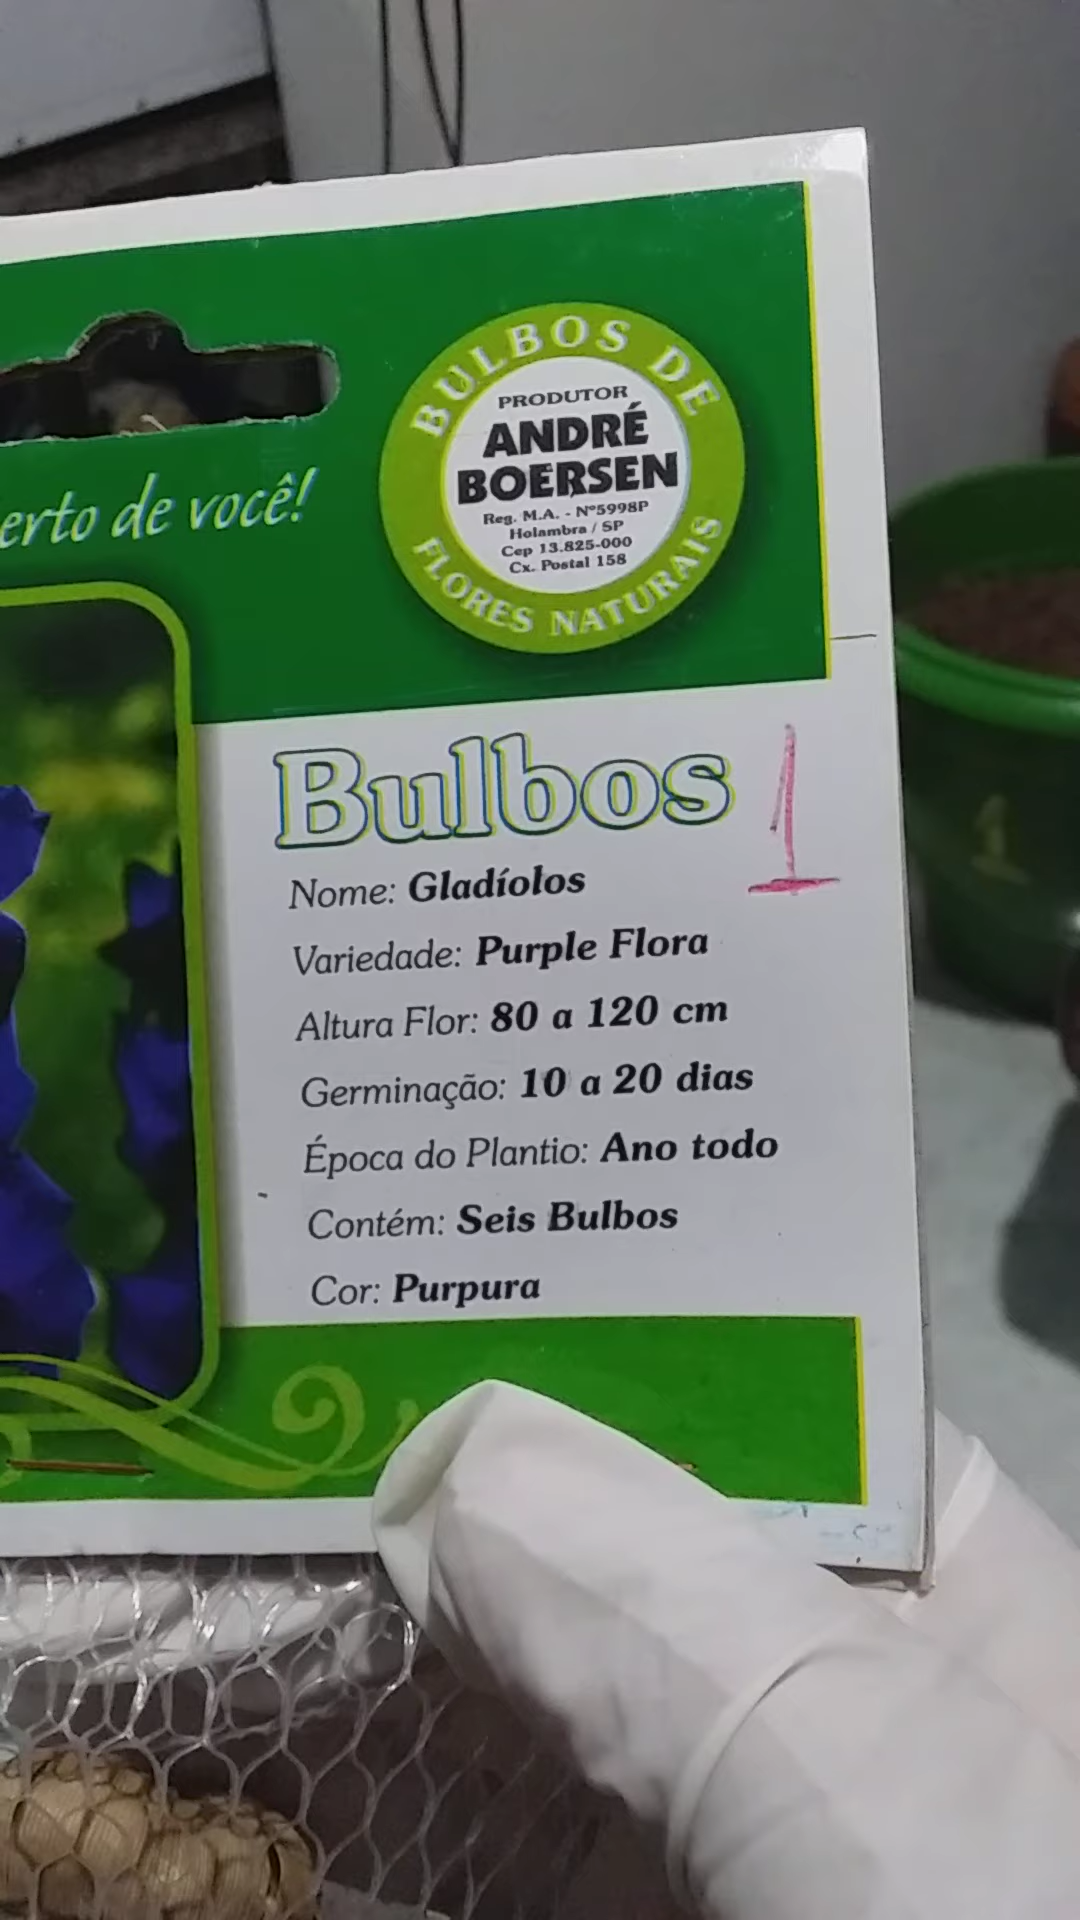 BULBOS DE
PRODUTOR
ANDRÉ
BOERSEN
Reg. M.A. - Nº5998P
Holambra / SP
Cep 13.825-000
Cx. Postal 158
FLORES NATURAIS
de você!
Bulbos 1
Nome: Gladíolos
Variedade: Purple Flora
Altura Flor: 80 a 120 cm
Germinação: 10 a 20 dias
Época do Plantio: Ano todo
Contém: Seis Bulbos
Cor: Purpura